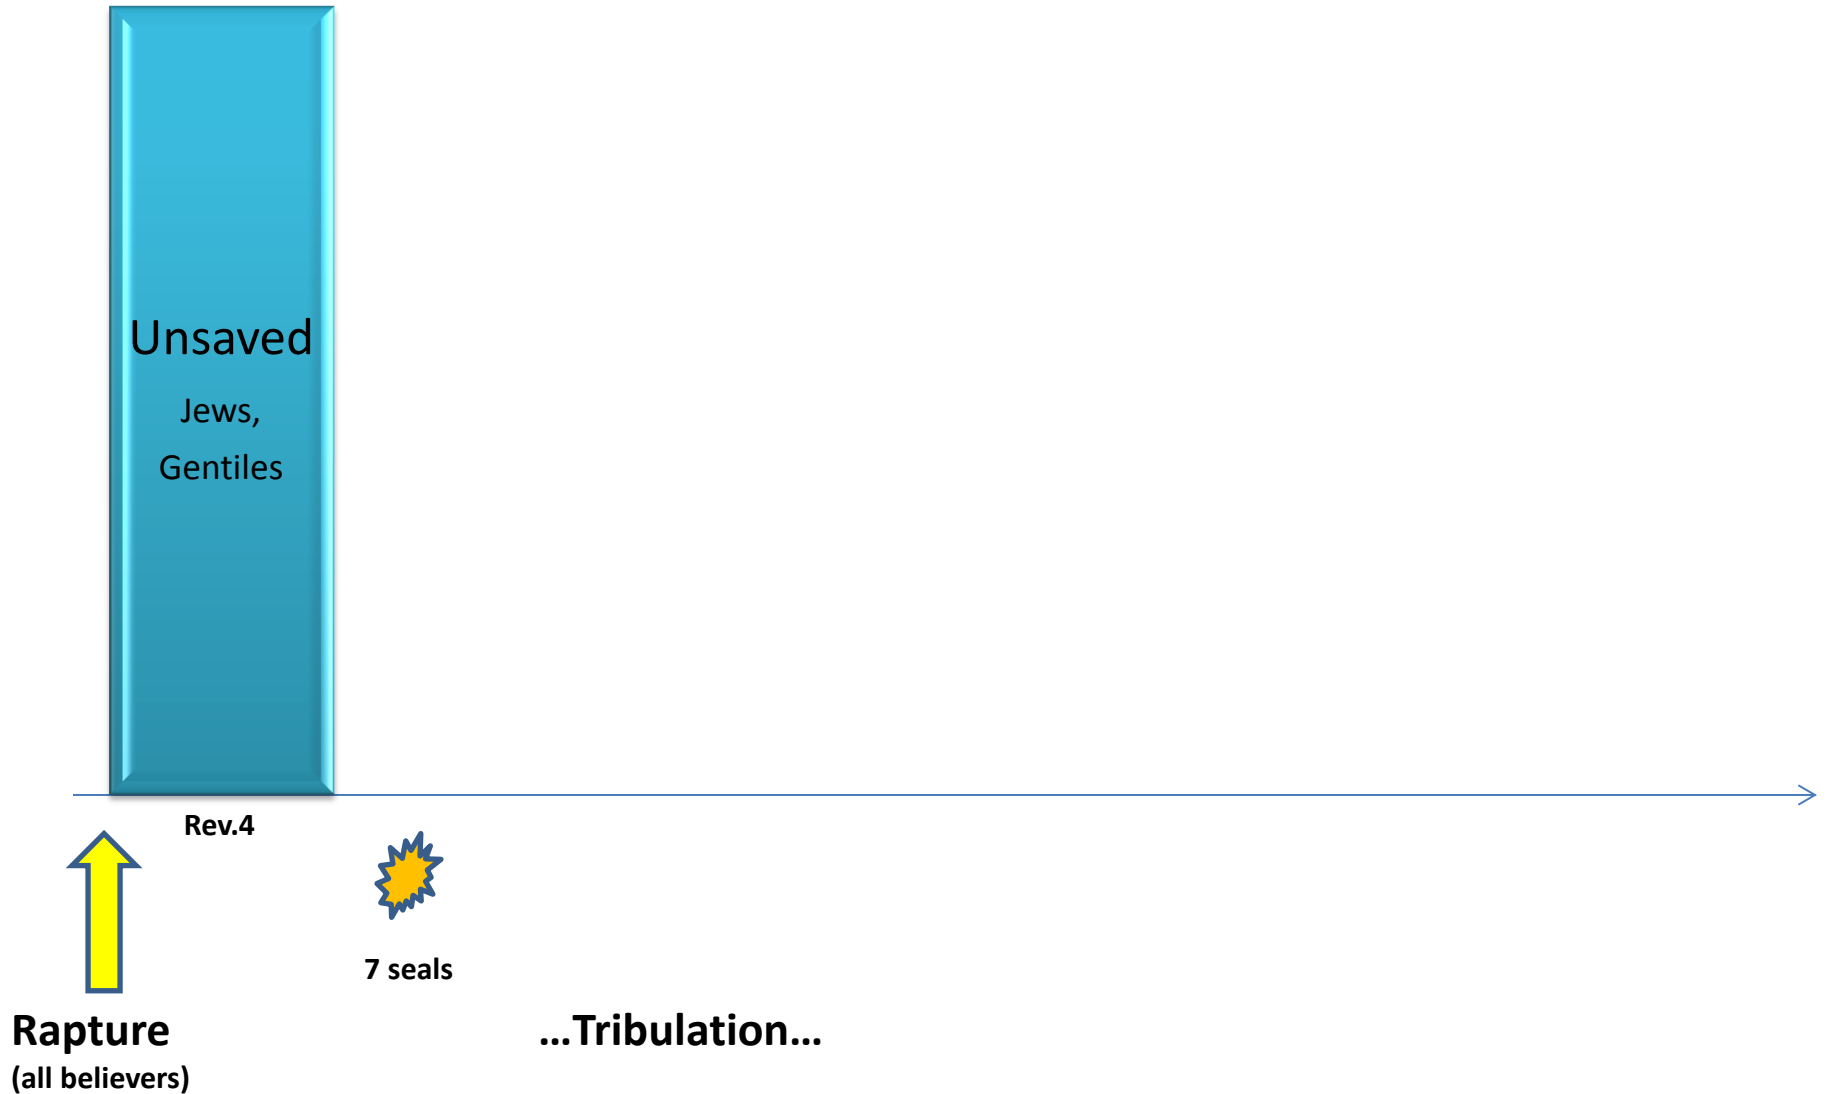 Unsaved
Jews,
Gentiles
Rev.4
7 seals
Rapture
(all believers)
...Tribulation...